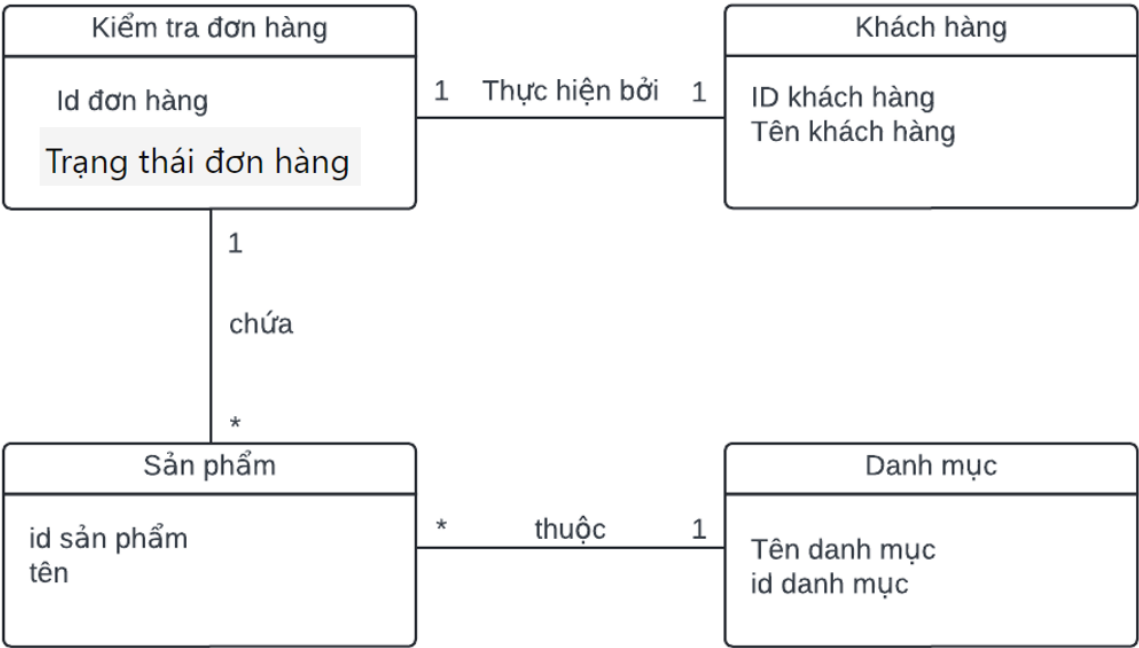 Kiểm tra đơn hàng
Id đơn hàng
Trạng thái đơn hàng
1 Thực hiện bởi 1
Khách hàng
ID khách hàng
Tên khách hàng
1
chứa
*
Sản phẩm
id sản phẩm
tên
* thuộc 1
Danh mục
Tên danh mục
id danh mục